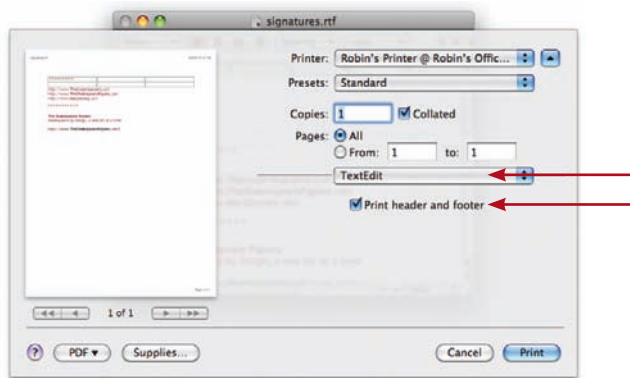 signatures.rtf
Printer: Robin's Printer @ Robin's Offic...
Presets: Standard
Copies: 1 Collated
Pages: All
From: 1 to: 1
TextEdit
Print header and footer
1 of 1
? PDF Supplies... Cancel Print